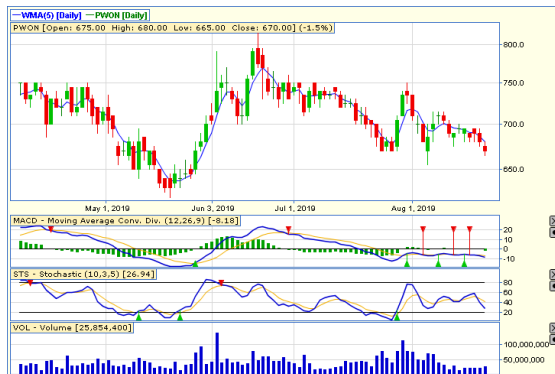 WMA(5) [Daily] PWON [Daily]
PWON [Open: 675.00 High: 680.00 Low: 665.00 Close: 670.00] (-1.5%)
800.0
750.0
700.0
650.0
May 1, 2019 Jun 3, 2019 Jul 1, 2019 Aug 1, 2019
MACD - Moving Average Conv. Div. (12,26,9) [-8.18]
20
10
0
-10
STS - Stochastic (10,3,5) [26.94]
80
60
40
20
VOL - Volume [25,854,400]
100,000,000
50,000,000